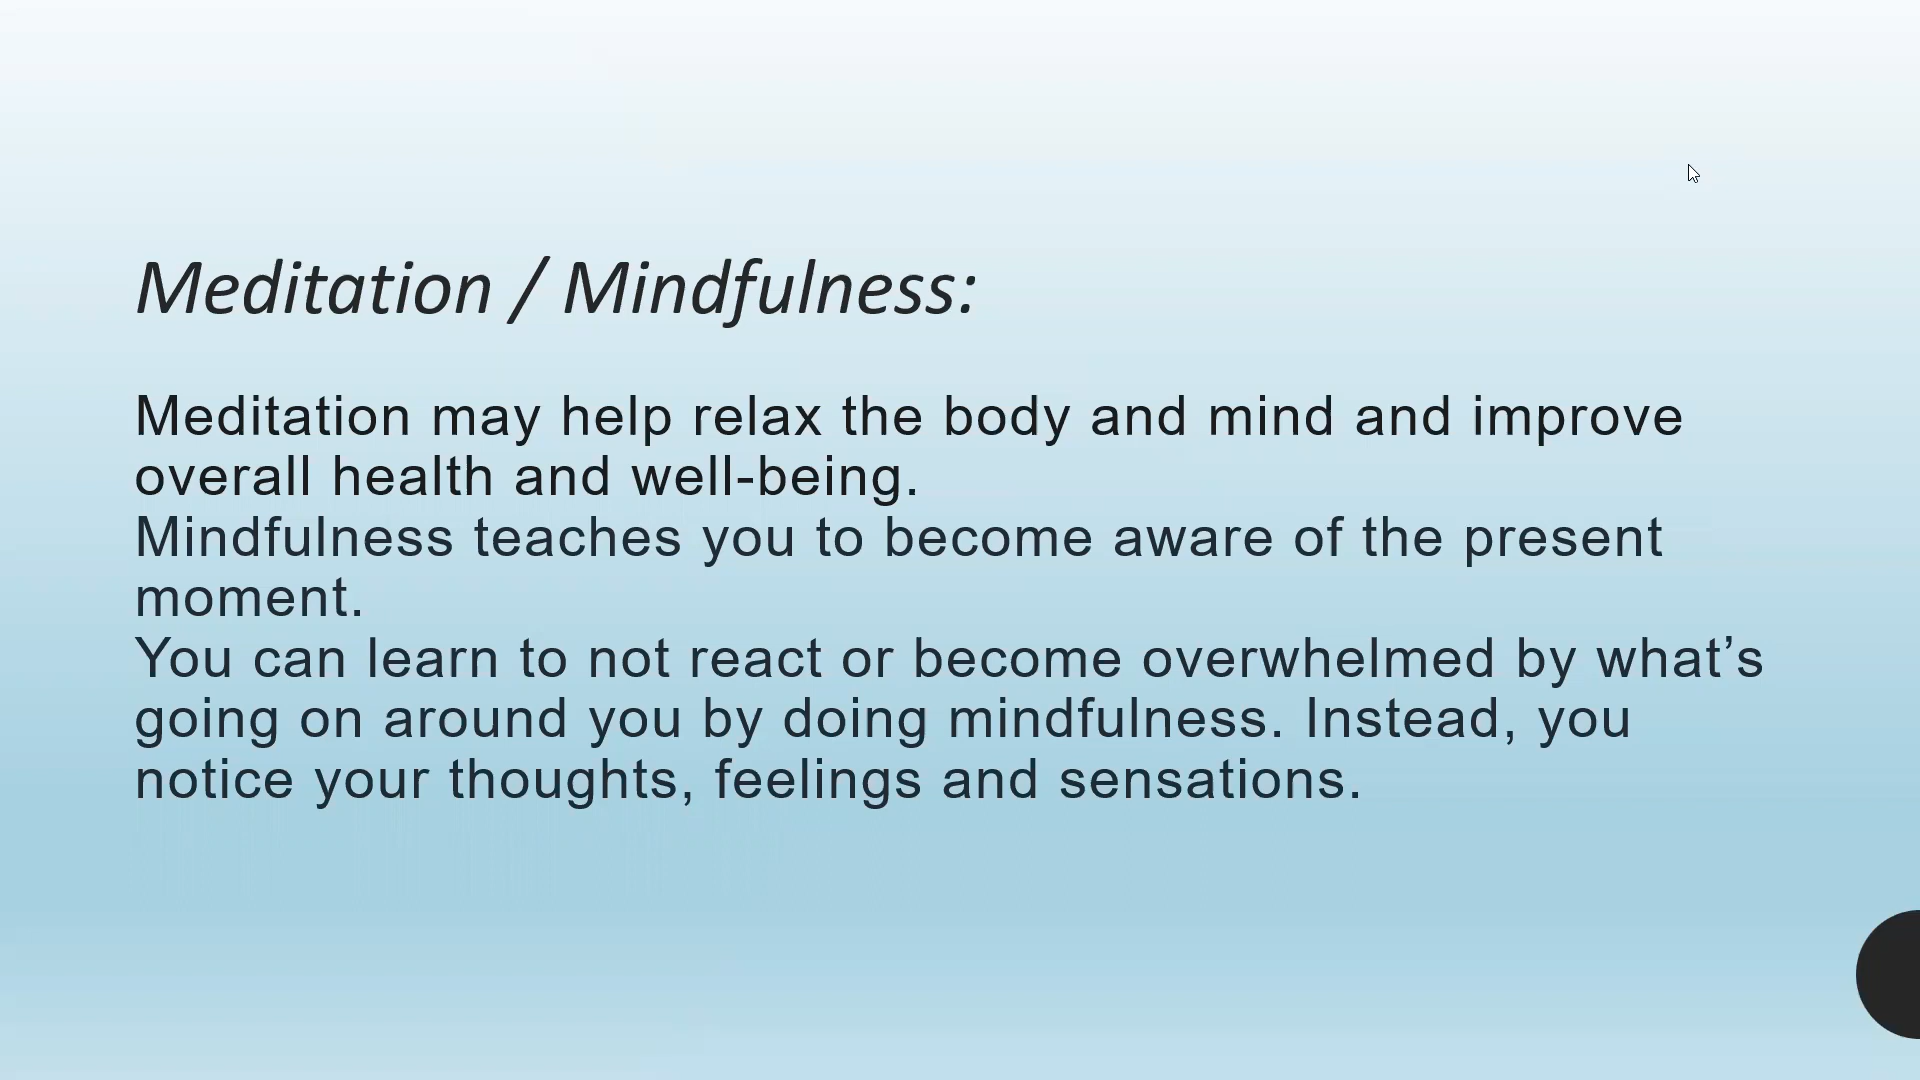 Meditation / Mindfulness:
Meditation may help relax the body and mind and improve
overall health and well-being.
Mindfulness teaches you to become aware of the present
moment.
You can learn to not react or become overwhelmed by what’s
going on around you by doing mindfulness. Instead, you
notice your thoughts, feelings and sensations.